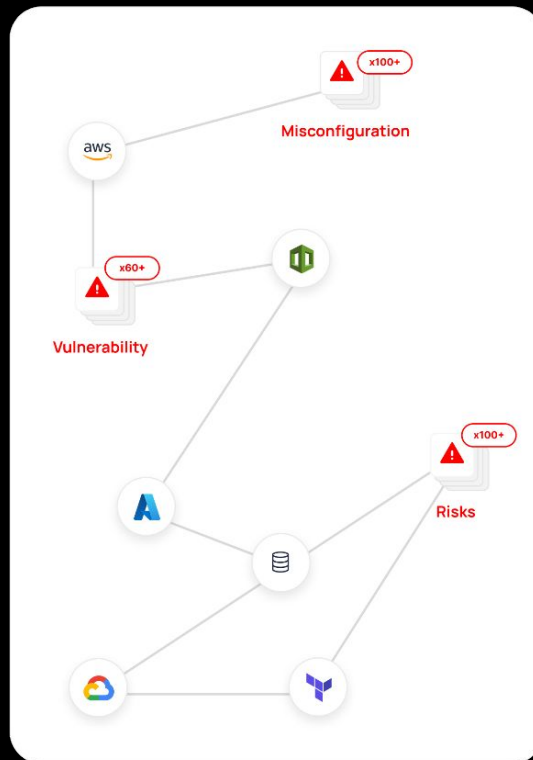 x100+
Misconfiguration
aws
x60+
Vulnerability
x100+
Risks